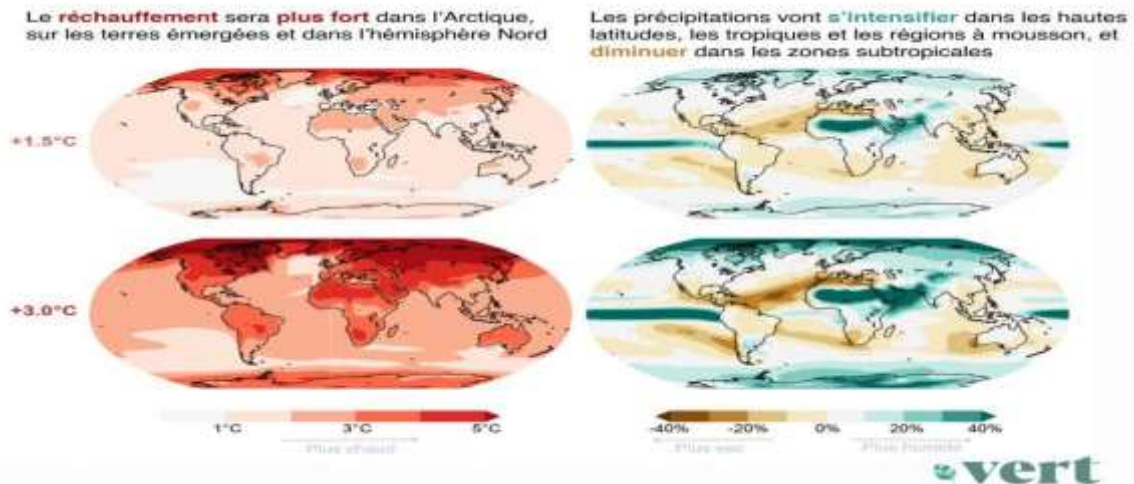 Le réchauffement sera plus fort dans l'Arctique,
sur les terres émergées et dans l'hémisphère Nord
Les précipitations vont s'intensifier dans les hautes
latitudes, les tropiques et les régions à mousson, et
diminuer dans les zones subtropicales
+1.5°C
+3.0°C
1°C 3°C 5°C
Plus chaud
-40% -20% 0% 20% 40%
Plus sec Plus humide
vert